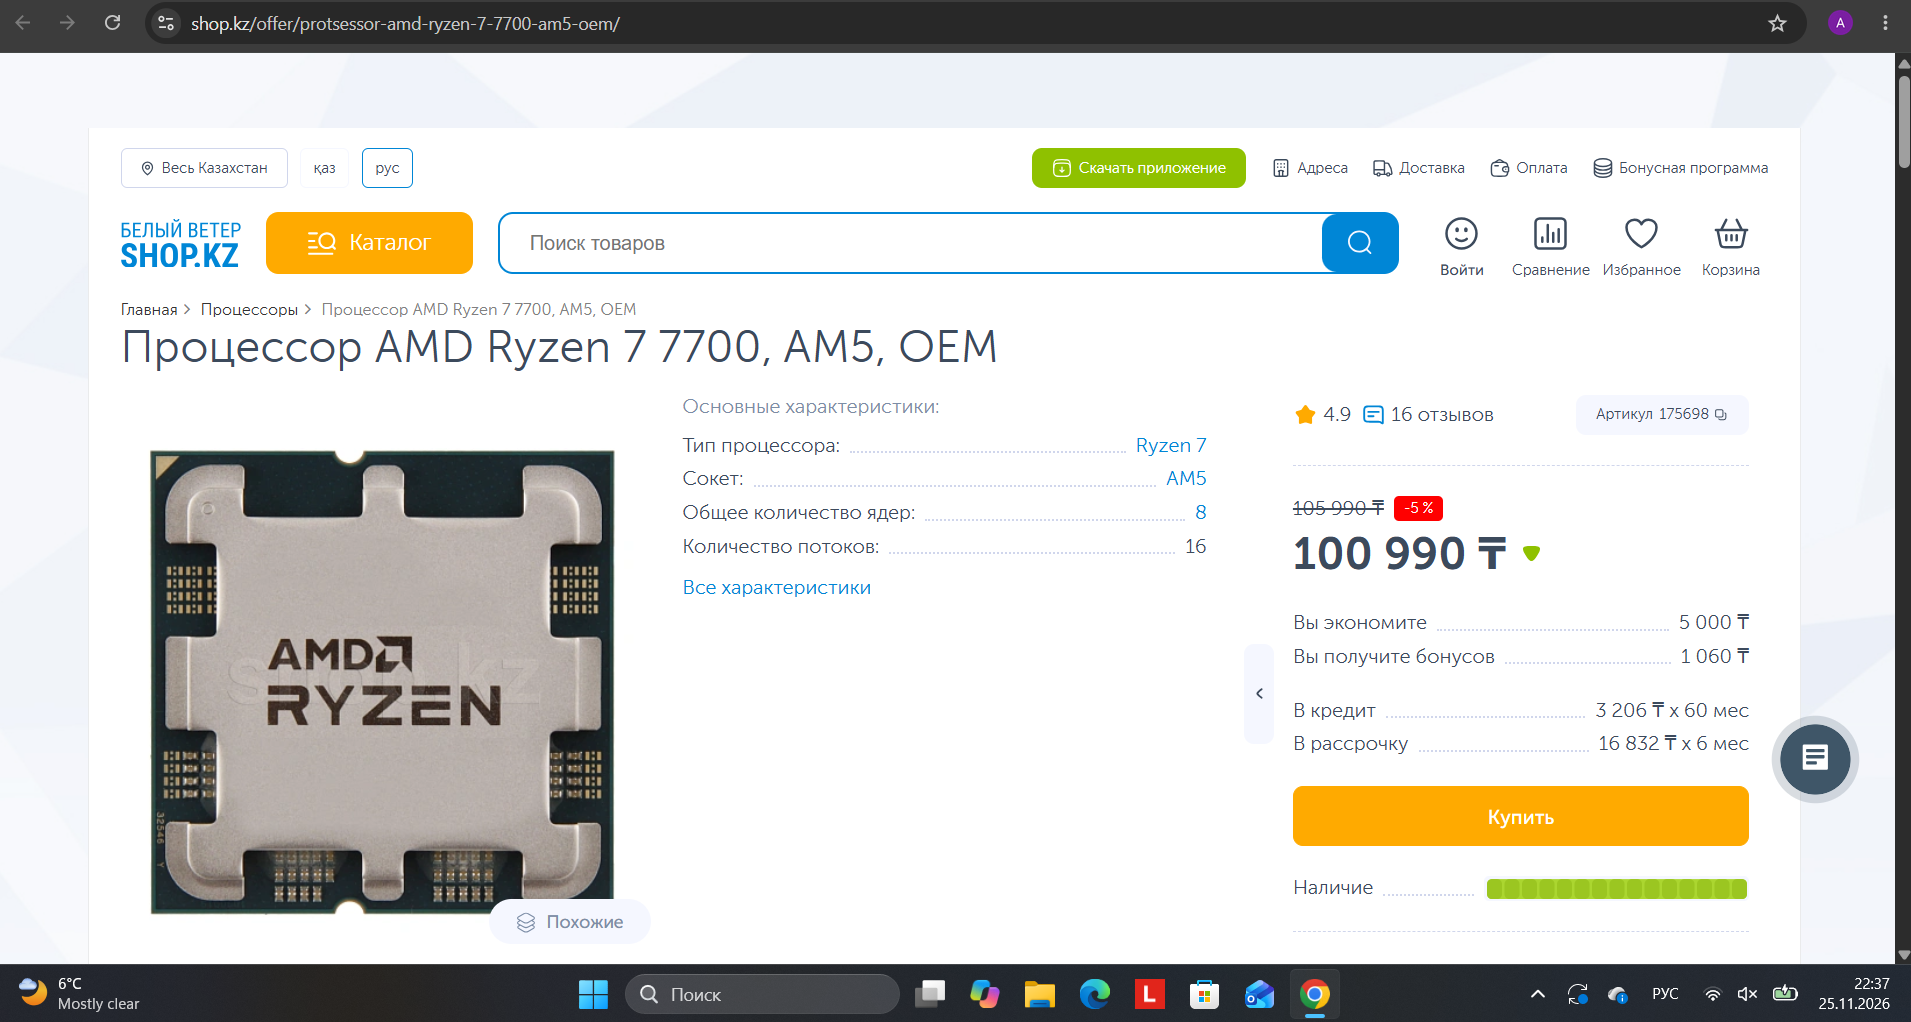 shop.kz/offer/protsessor-amd-ryzen-7-7700-am5-oem/
A
Весь Казахстан
қаз
рус
Скачать приложение
Адреса
Доставка
Оплата
Бонусная программа
БЕЛЫЙ ВЕТЕР
SHOP.KZ
Каталог
Поиск товаров
Войти
Сравнение
Избранное
Корзина
Главная > Процессоры > Процессор AMD Ryzen 7 7700, AM5, OEM
Процессор AMD Ryzen 7 7700, AM5, OEM
AMD
RYZEN
shop.kz
32546 Y
Похожие
Основные характеристики:
Тип процессора: Ryzen 7
Сокет: AM5
Общее количество ядер: 8
Количество потоков: 16
Все характеристики
4.9 16 отзывов
Артикул 175698
105 990 ₸ -5 %
100 990 ₸
Вы экономите 5 000 ₸
Вы получите бонусов 1 060 ₸
В кредит 3 206 ₸ x 60 мес
В рассрочку 16 832 ₸ x 6 мес
Купить
Наличие
6°C
Mostly clear
Поиск
L
РУС
22:37
25.11.2026